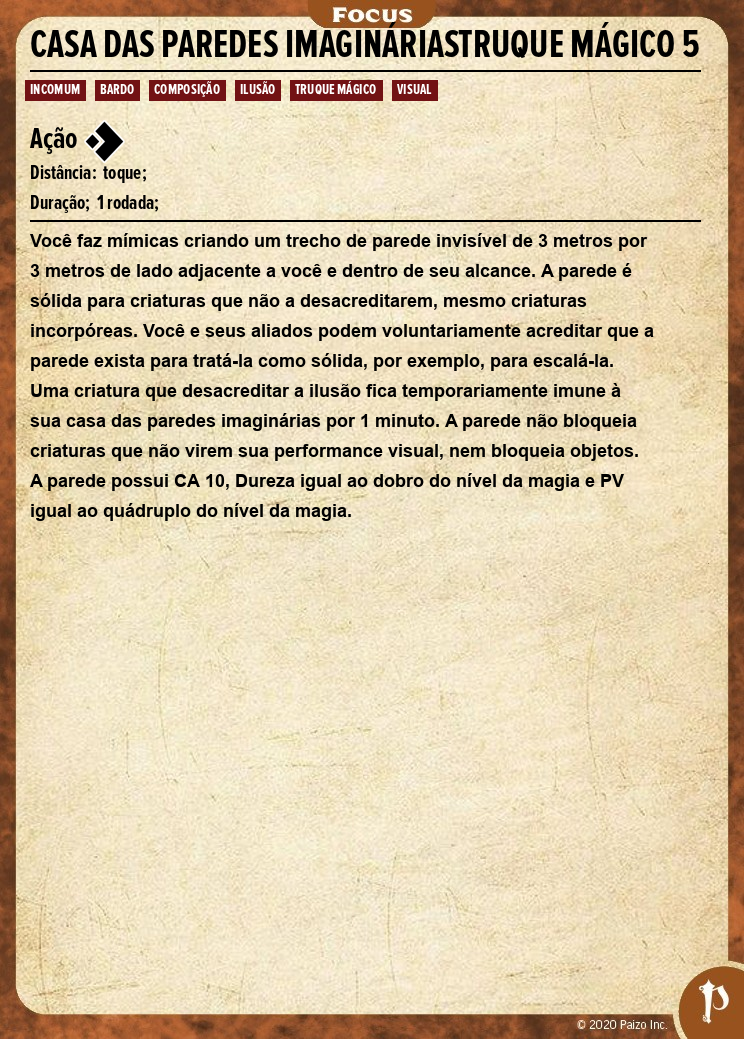 Focus
CASA DAS PAREDES IMAGINÁRIASTRUQUE MÁGICO 5
INCOMUM BARDO COMPOSIÇÃO ILUSÃO TRUQUE MÁGICO VISUAL
Ação
Distância: toque;
Duração; 1 rodada;
Você faz mímicas criando um trecho de parede invisível de 3 metros por
3 metros de lado adjacente a você e dentro de seu alcance. A parede é
sólida para criaturas que não a desacreditarem, mesmo criaturas
incorpóreas. Você e seus aliados podem voluntariamente acreditar que a
parede exista para tratá-la como sólida, por exemplo, para escalá-la.
Uma criatura que desacreditar a ilusão fica temporariamente imune à
sua casa das paredes imaginárias por 1 minuto. A parede não bloqueia
criaturas que não virem sua performance visual, nem bloqueia objetos.
A parede possui CA 10, Dureza igual ao dobro do nível da magia e PV
igual ao quádruplo do nível da magia.
© 2020 Paizo Inc.
P